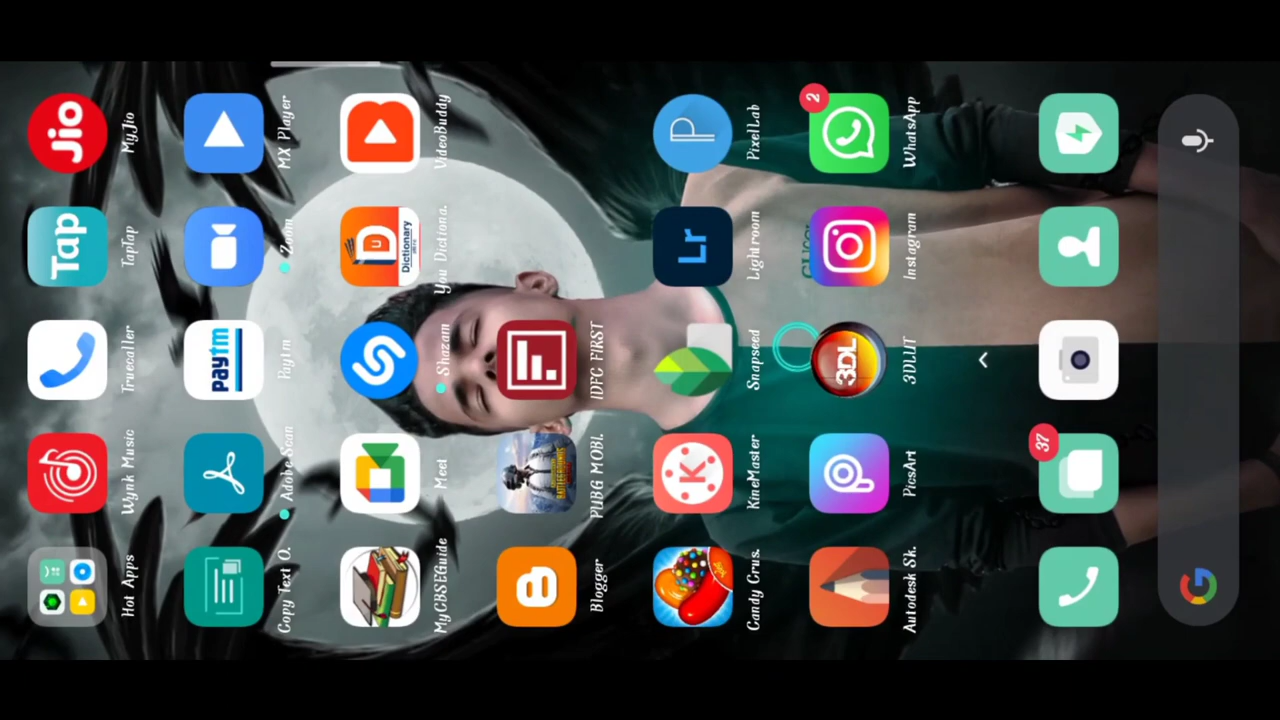 Tap Jio
Hot Apps Wynk Music Truecaller TapTap MyJio
Paytm
Copy Text O. Adobe Scan Paytm Zoom MX Player
D U Dictionary
MyCBSEGuide Meet Shazam You Dictiona. VideoBuddy
Blogger PUBG MOBI. IDFC FIRST
K Lr P
Candy Crus. KineMaster Snapseed Lightroom PixelLab
2
3DL
Autodesk Sk. PicsArt 3DLUT Instagram WhatsApp
37
G